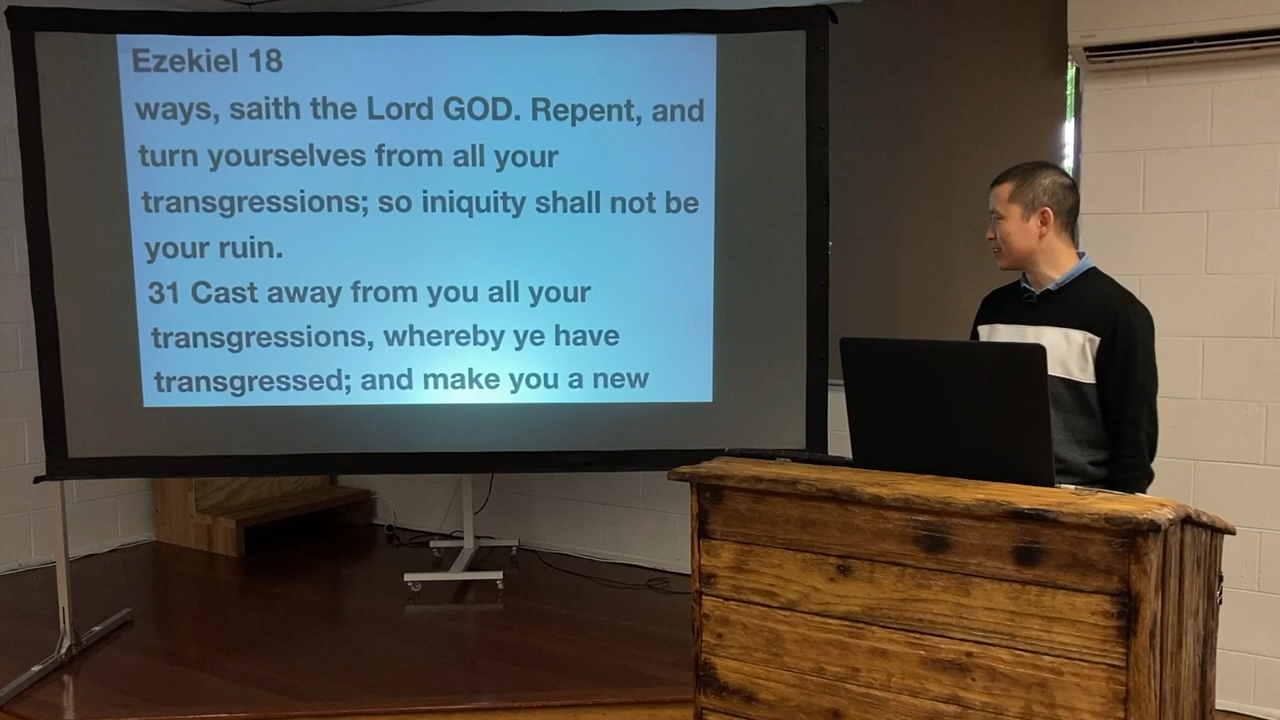 Ezekiel 18
ways, saith the Lord GOD. Repent, and
turn yourselves from all your
transgressions; so iniquity shall not be
your ruin.
31 Cast away from you all your
transgressions, whereby ye have
transgressed; and make you a new